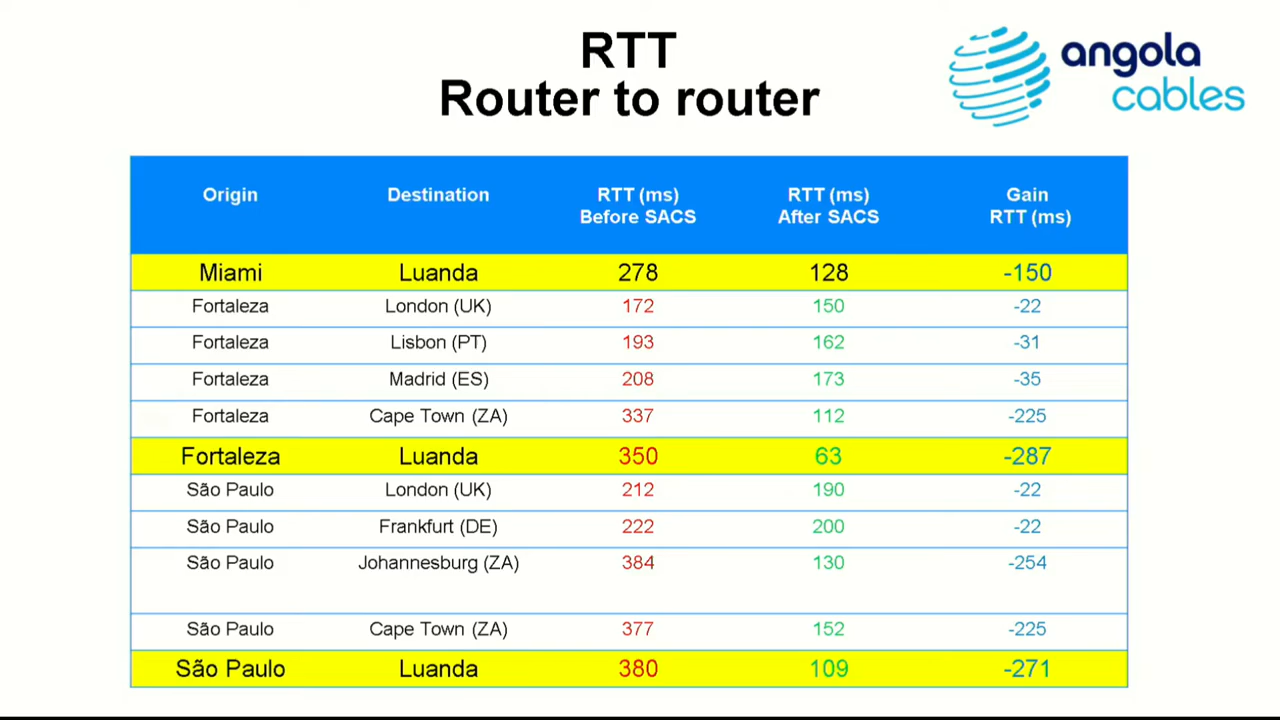 RTT
Router to router
angola
cables
Origin Destination RTT (ms) Before SACS RTT (ms) After SACS Gain RTT (ms)
Miami Luanda 278 128 -150
Fortaleza London (UK) 172 150 -22
Fortaleza Lisbon (PT) 193 162 -31
Fortaleza Madrid (ES) 208 173 -35
Fortaleza Cape Town (ZA) 337 112 -225
Fortaleza Luanda 350 63 -287
São Paulo London (UK) 212 190 -22
São Paulo Frankfurt (DE) 222 200 -22
São Paulo Johannesburg (ZA) 384 130 -254
São Paulo Cape Town (ZA) 377 152 -225
São Paulo Luanda 380 109 -271